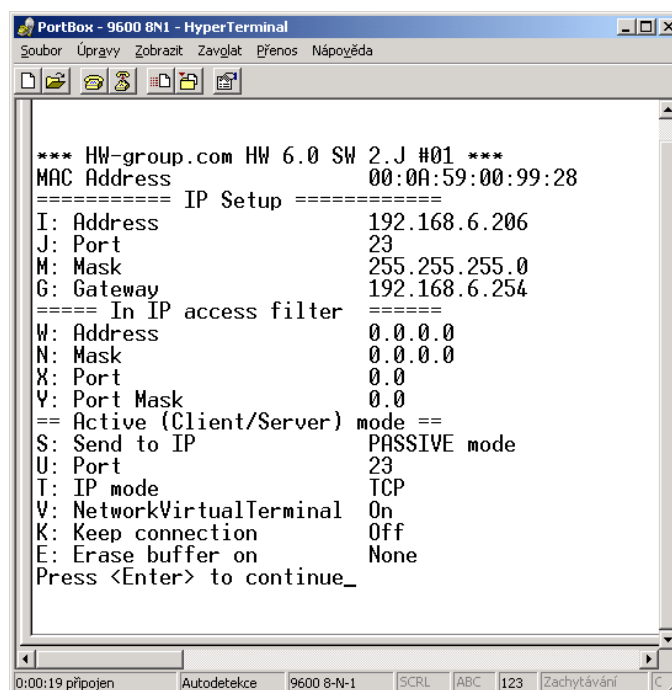 PortBox - 9600 8N1 - HyperTerminal
Soubor Úpravy Zobrazit Zavolat Přenos Nápověda
*** HW-group.com HW 6.0 SW 2.J #01 ***
MAC Address 00:0A:59:00:99:28
=========== IP Setup ============
I: Address 192.168.6.206
J: Port 23
M: Mask 255.255.255.0
G: Gateway 192.168.6.254
===== In IP access filter ======
W: Address 0.0.0.0
N: Mask 0.0.0.0
X: Port 0.0
Y: Port Mask 0.0
== Active (Client/Server) mode ==
S: Send to IP PASSIVE mode
U: Port 23
T: IP mode TCP
V: NetworkVirtualTerminal On
K: Keep connection Off
E: Erase buffer on None
Press <Enter> to continue_
0:00:19 připojen Autodetekce 9600 8-N-1 SCRL ABC 123 Zachytávání